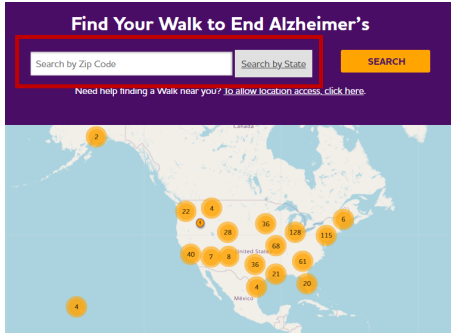 Find Your Walk to End Alzheimer's
Search by Zip Code
Search by State
SEARCH
Need help finding a Walk near you? To allow location access, click here.
2
Canada
22
4
6
36
28
128
115
68
40
7
8
United States
36
61
21
20
4
México
4